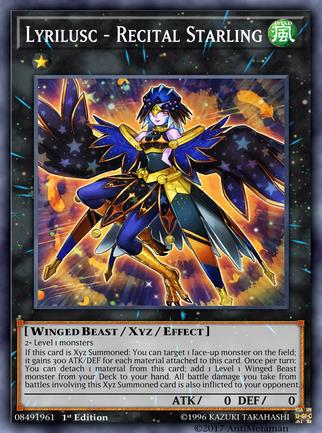 Lyrilusc - Recital Starling
WIND
風
[Winged Beast / Xyz / Effect]
2+ Level 1 monsters
If this card is Xyz Summoned: You can target 1 face-up monster on the field;
it gains 300 ATK/DEF for each material attached to this card. Once per turn:
You can detach 1 material from this card; add 1 Level 1 Winged Beast
monster from your Deck to your hand. All battle damage you take from
battles involving this Xyz Summoned card is also inflicted to your opponent.
ATK/ 0 DEF/ 0
08491961 1st Edition ©1996 KAZUKI TAKAHASHI
©2017 AntiMetaman